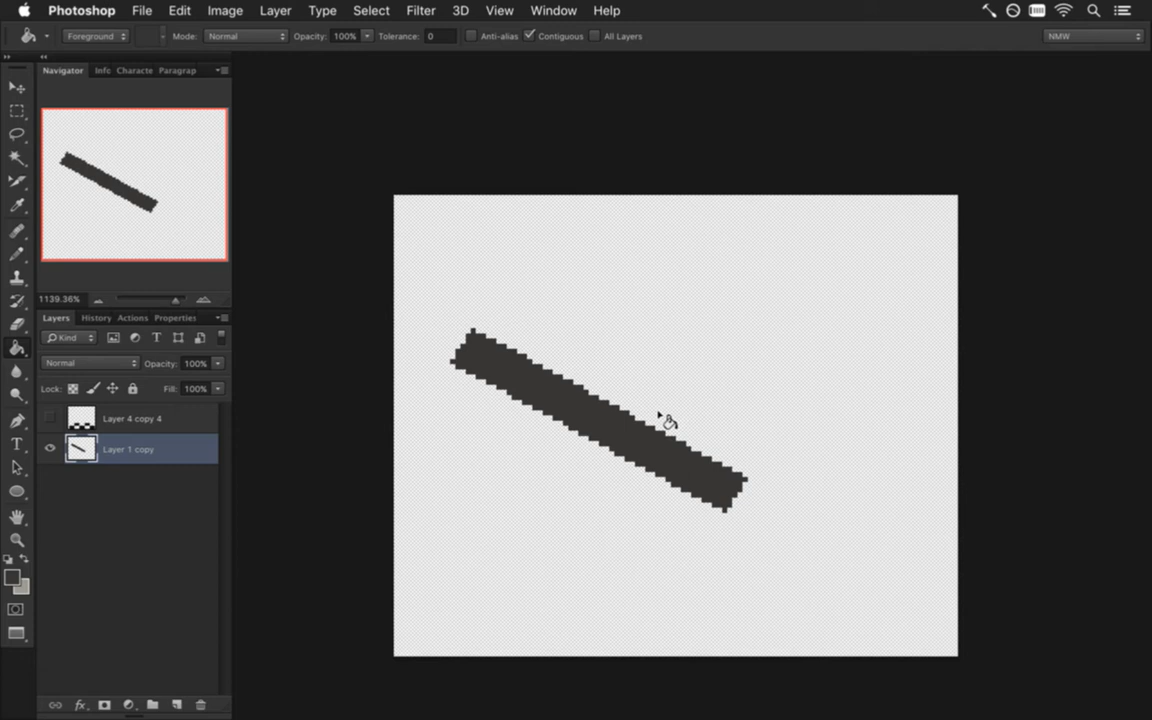 Photoshop File Edit Image Layer Type Select Filter 3D View Window Help
Foreground Mode: Normal Opacity: 100% Tolerance: 0 Anti-alias Contiguous All Layers NMW
Navigator Info Characte Paragrap
1139.36%
Layers History Actions Properties
Kind
Normal Opacity: 100%
Lock: Fill: 100%
Layer 4 copy 4
Layer 1 copy